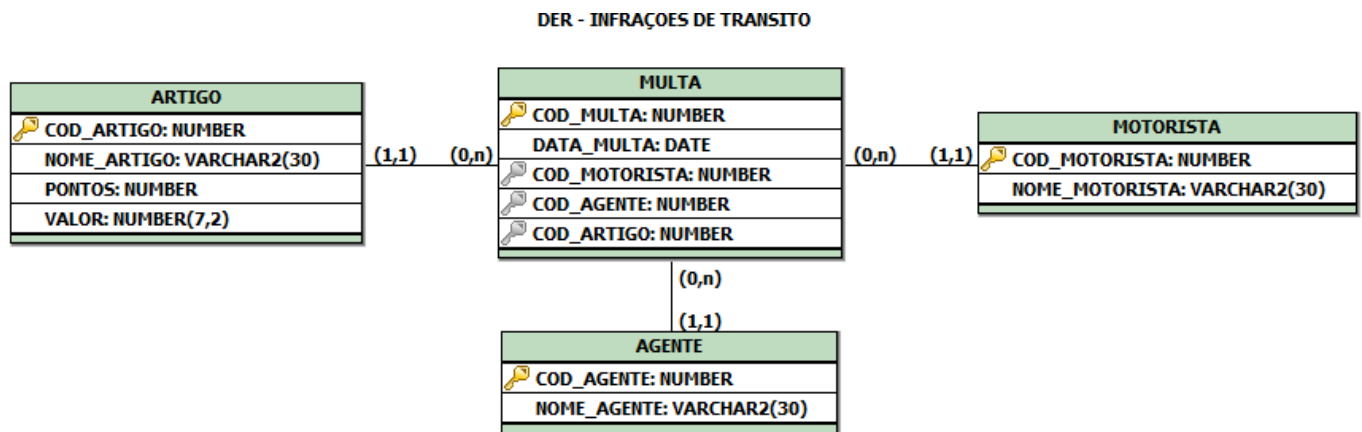 DER - INFRAÇOES DE TRANSITO
ARTIGO
COD_ARTIGO: NUMBER
NOME_ARTIGO: VARCHAR2(30)
PONTOS: NUMBER
VALOR: NUMBER(7,2)
(1,1) (0,n)
MULTA
COD_MULTA: NUMBER
DATA_MULTA: DATE
COD_MOTORISTA: NUMBER
COD_AGENTE: NUMBER
COD_ARTIGO: NUMBER
(0,n) (1,1)
MOTORISTA
COD_MOTORISTA: NUMBER
NOME_MOTORISTA: VARCHAR2(30)
(0,n)
(1,1)
AGENTE
COD_AGENTE: NUMBER
NOME_AGENTE: VARCHAR2(30)